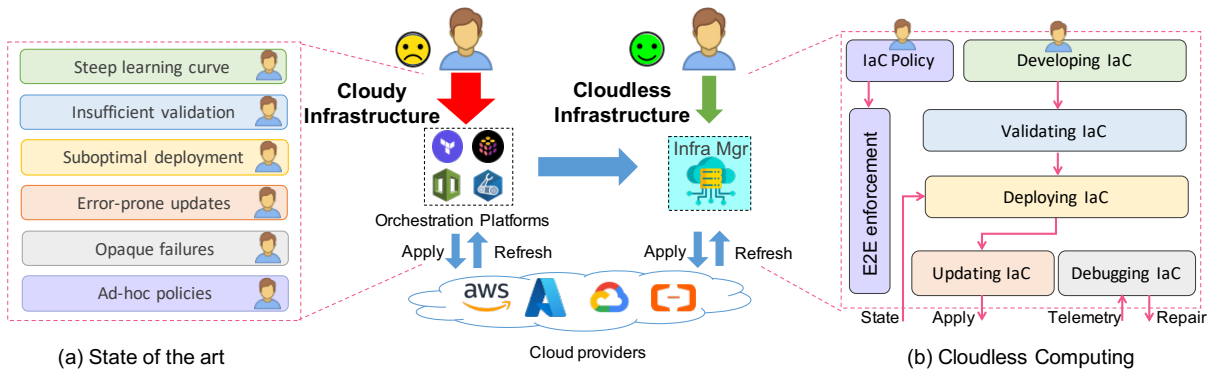 Steep learning curve
Insufficient validation
Suboptimal deployment
Error-prone updates
Opaque failures
Ad-hoc policies
(a) State of the art
Cloudy
Infrastructure
Orchestration Platforms
Apply
Refresh
Cloudless
Infrastructure
Infra Mgr
Apply
Refresh
aws
Cloud providers
IaC Policy
Developing IaC
E2E enforcement
Validating IaC
Deploying IaC
Updating IaC
Debugging IaC
State
Apply
Telemetry
Repair
(b) Cloudless Computing